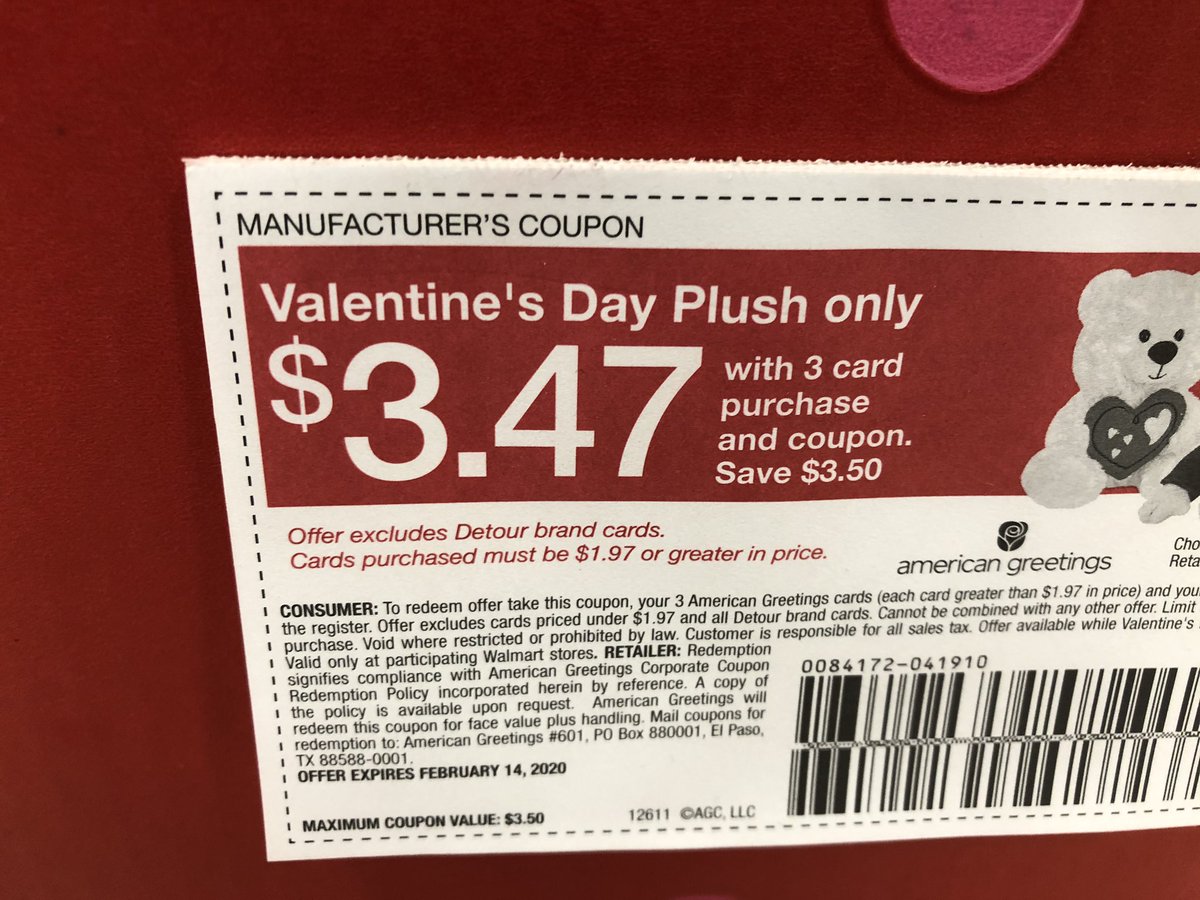 MANUFACTURER'S COUPON
Valentine's Day Plush only
$3.47
with 3 card
purchase
and coupon.
Save $3.50
Offer excludes Detour brand cards.
Cards purchased must be $1.97 or greater in price.
american greetings
Cho
Reta
CONSUMER: To redeem offer take this coupon, your 3 American Greetings cards (each card greater than $1.97 in price) and you
the register. Offer excludes cards priced under $1.97 and all Detour brand cards. Cannot be combined with any other offer. Limit
purchase. Void where restricted or prohibited by law. Customer is responsible for all sales tax. Offer available while Valentine's
Valid only at participating Walmart stores. RETAILER: Redemption
signifies compliance with American Greetings Corporate Coupon
Redemption Policy incorporated herein by reference. A copy of
the policy is available upon request. American Greetings will
redeem this coupon for face value plus handling. Mail coupons for
redemption to: American Greetings #601, PO Box 880001, El Paso,
TX 88588-0001.
OFFER EXPIRES FEBRUARY 14, 2020
0084172-041910
MAXIMUM COUPON VALUE: $3.50
12611 ©AGC, LLC